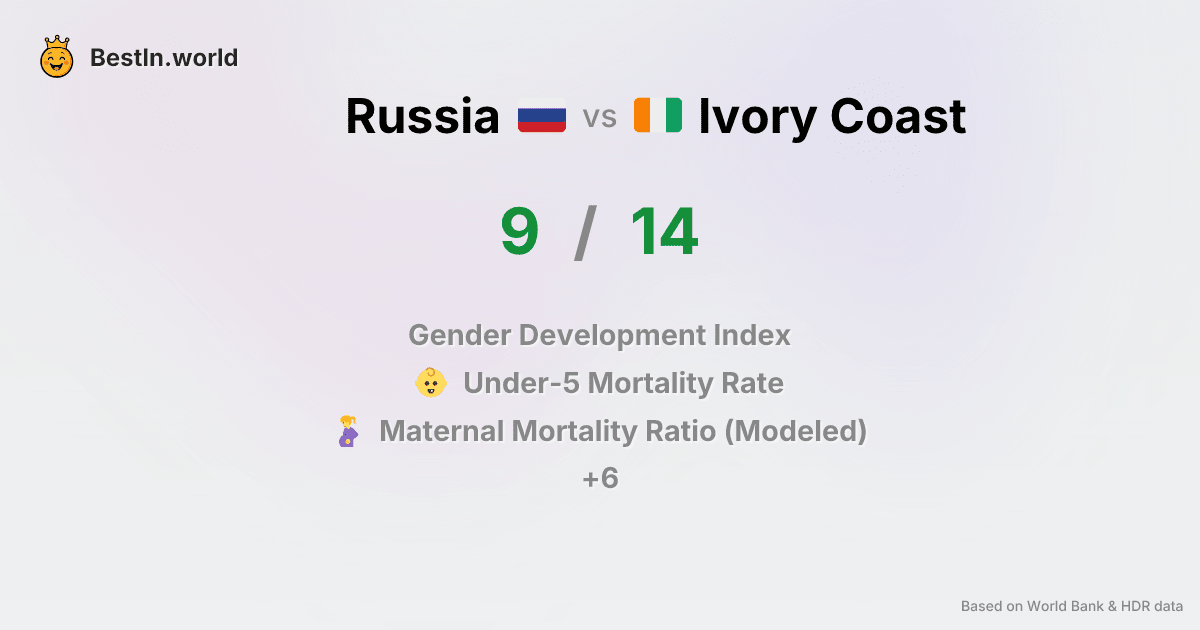 BestIn.world
Russia vs Ivory Coast
9 / 14
Gender Development Index
Under-5 Mortality Rate
Maternal Mortality Ratio (Modeled)
+6
Based on World Bank & HDR data